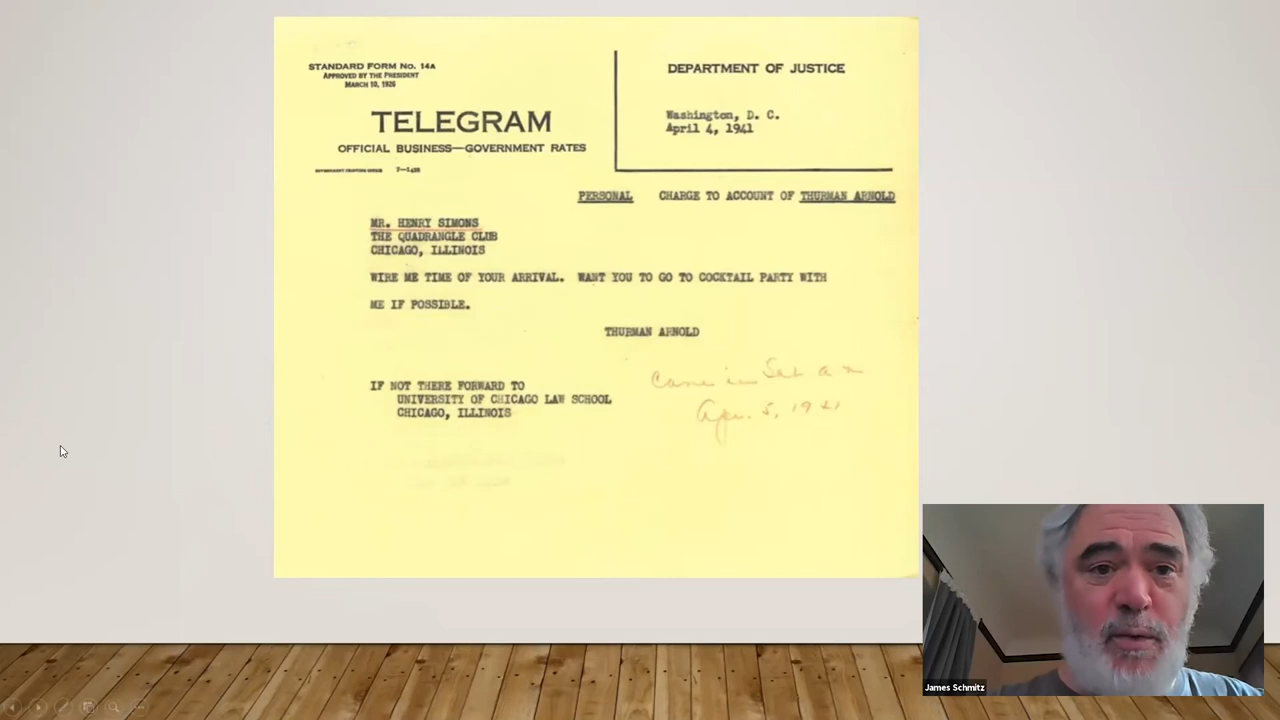 STANDARD FORM No. 14A
APPROVED BY THE PRESIDENT
MARCH 10, 1926
TELEGRAM
OFFICIAL BUSINESS—GOVERNMENT RATES
GOVERNMENT PRINTING OFFICE
DEPARTMENT OF JUSTICE
Washington, D. C.
April 4, 1941
PERSONAL CHARGE TO ACCOUNT OF THURMAN ARNOLD
MR. HENRY SIMONS
THE QUADRANGLE CLUB
CHICAGO, ILLINOIS
WIRE ME TIME OF YOUR ARRIVAL. WANT YOU TO GO TO COCKTAIL PARTY WITH
ME IF POSSIBLE.
THURMAN ARNOLD
Came in Sat a m
Apr. 5, 1941
IF NOT THERE FORWARD TO
UNIVERSITY OF CHICAGO LAW SCHOOL
CHICAGO, ILLINOIS
James Schmitz